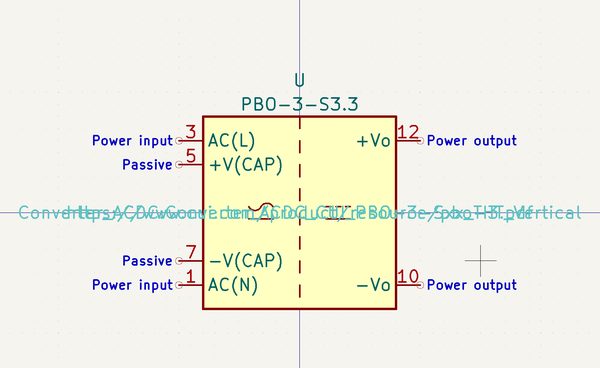 U
PBO-3-S3.3
Power input 3 AC(L) +Vo 12 Power output
Passive 5 +V(CAP)
Passive 7 -V(CAP)
Power input 1 AC(N) -Vo 10 Power output